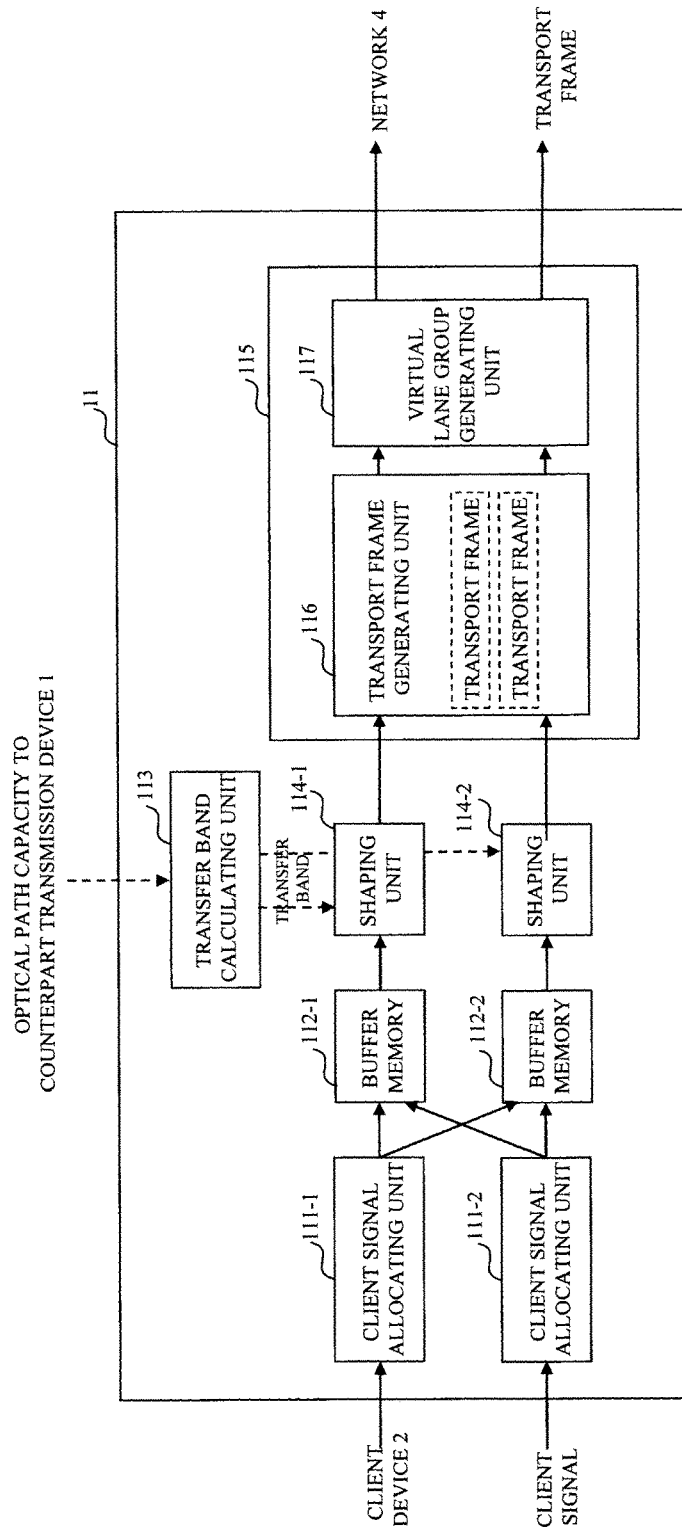 OPTICAL PATH CAPACITY TO
COUNTERPART TRANSMISSION DEVICE 1
11
113
TRANSFER BAND
CALCULATING UNIT
TRANSFER
BAND
115
CLIENT
DEVICE 2
111-1
CLIENT SIGNAL
ALLOCATING UNIT
112-1
BUFFER
MEMORY
114-1
SHAPING
UNIT
116
TRANSPORT FRAME
GENERATING UNIT
TRANSPORT FRAME
TRANSPORT FRAME
117
VIRTUAL
LANE GROUP
GENERATING
UNIT
NETWORK 4
CLIENT
SIGNAL
111-2
CLIENT SIGNAL
ALLOCATING UNIT
112-2
BUFFER
MEMORY
114-2
SHAPING
UNIT
TRANSPORT
FRAME